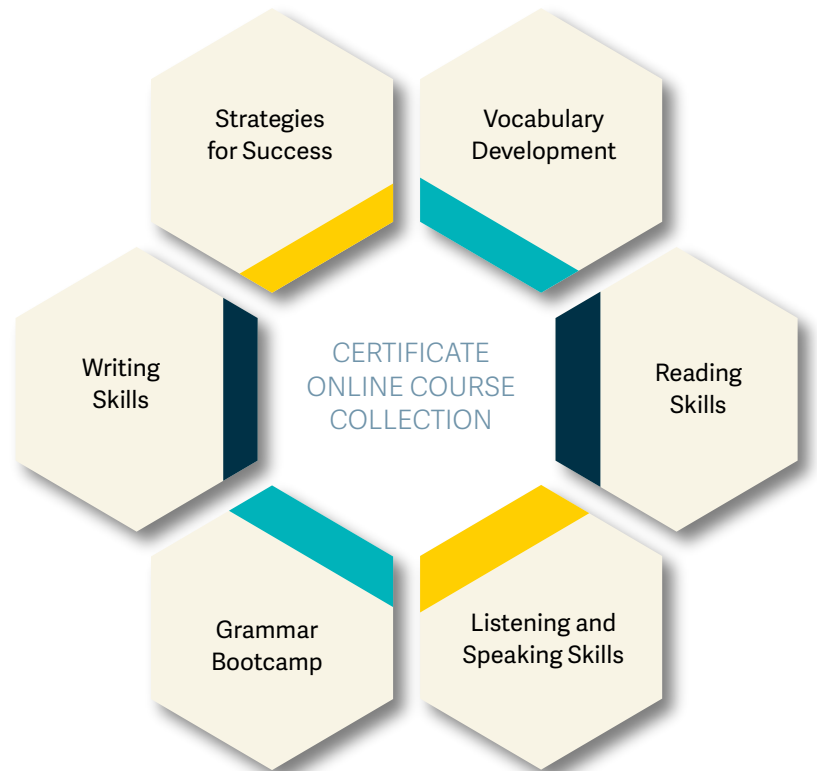 Strategies
for Success
Vocabulary
Development
Writing
Skills
CERTIFICATE
ONLINE COURSE
COLLECTION
Reading
Skills
Grammar
Bootcamp
Listening and
Speaking Skills